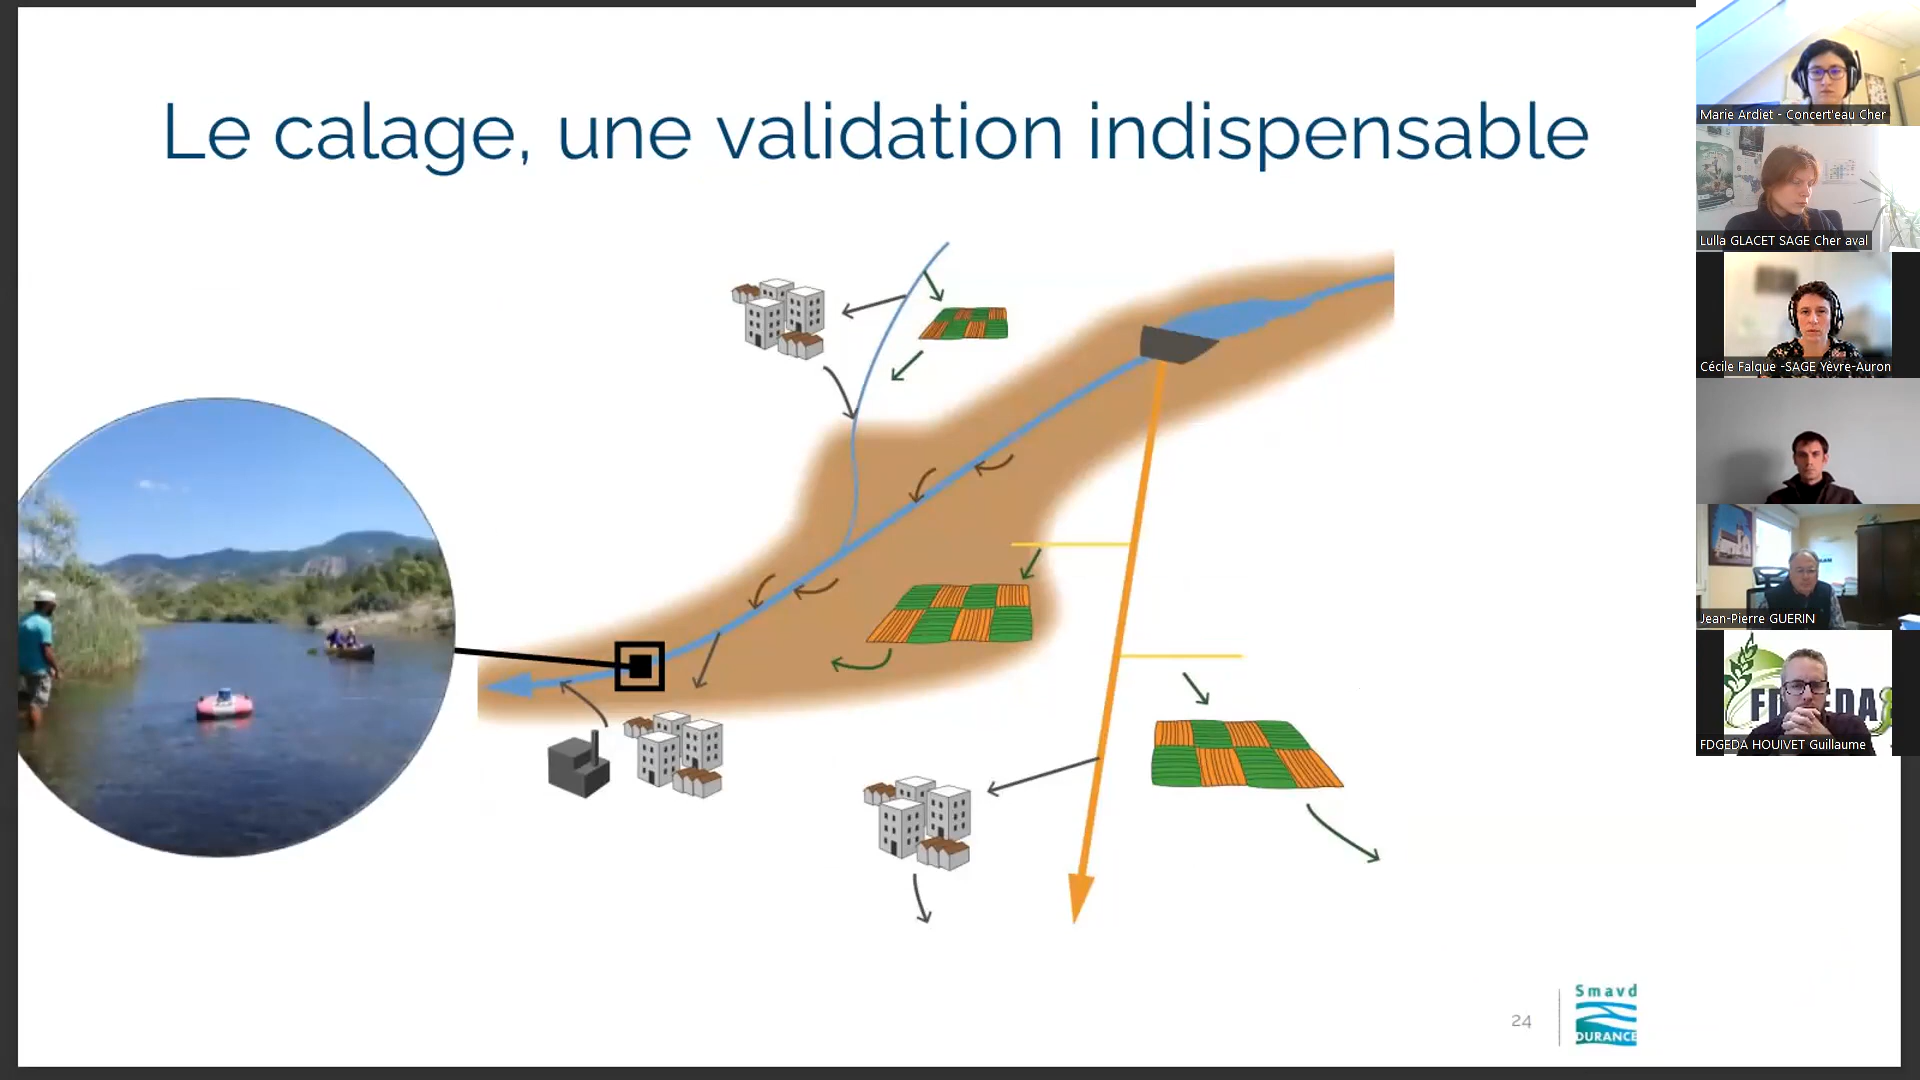 Le calage, une validation indispensable
24
Smavd
DURANCE
Marie Ardiet - Concert'eau Cher
Lulla GLACET SAGE Cher aval
Cécile Falque -SAGE Yèvre-Auron
Jean-Pierre GUERIN
FDGEDA
FDGEDA HOUIVET Guillaume